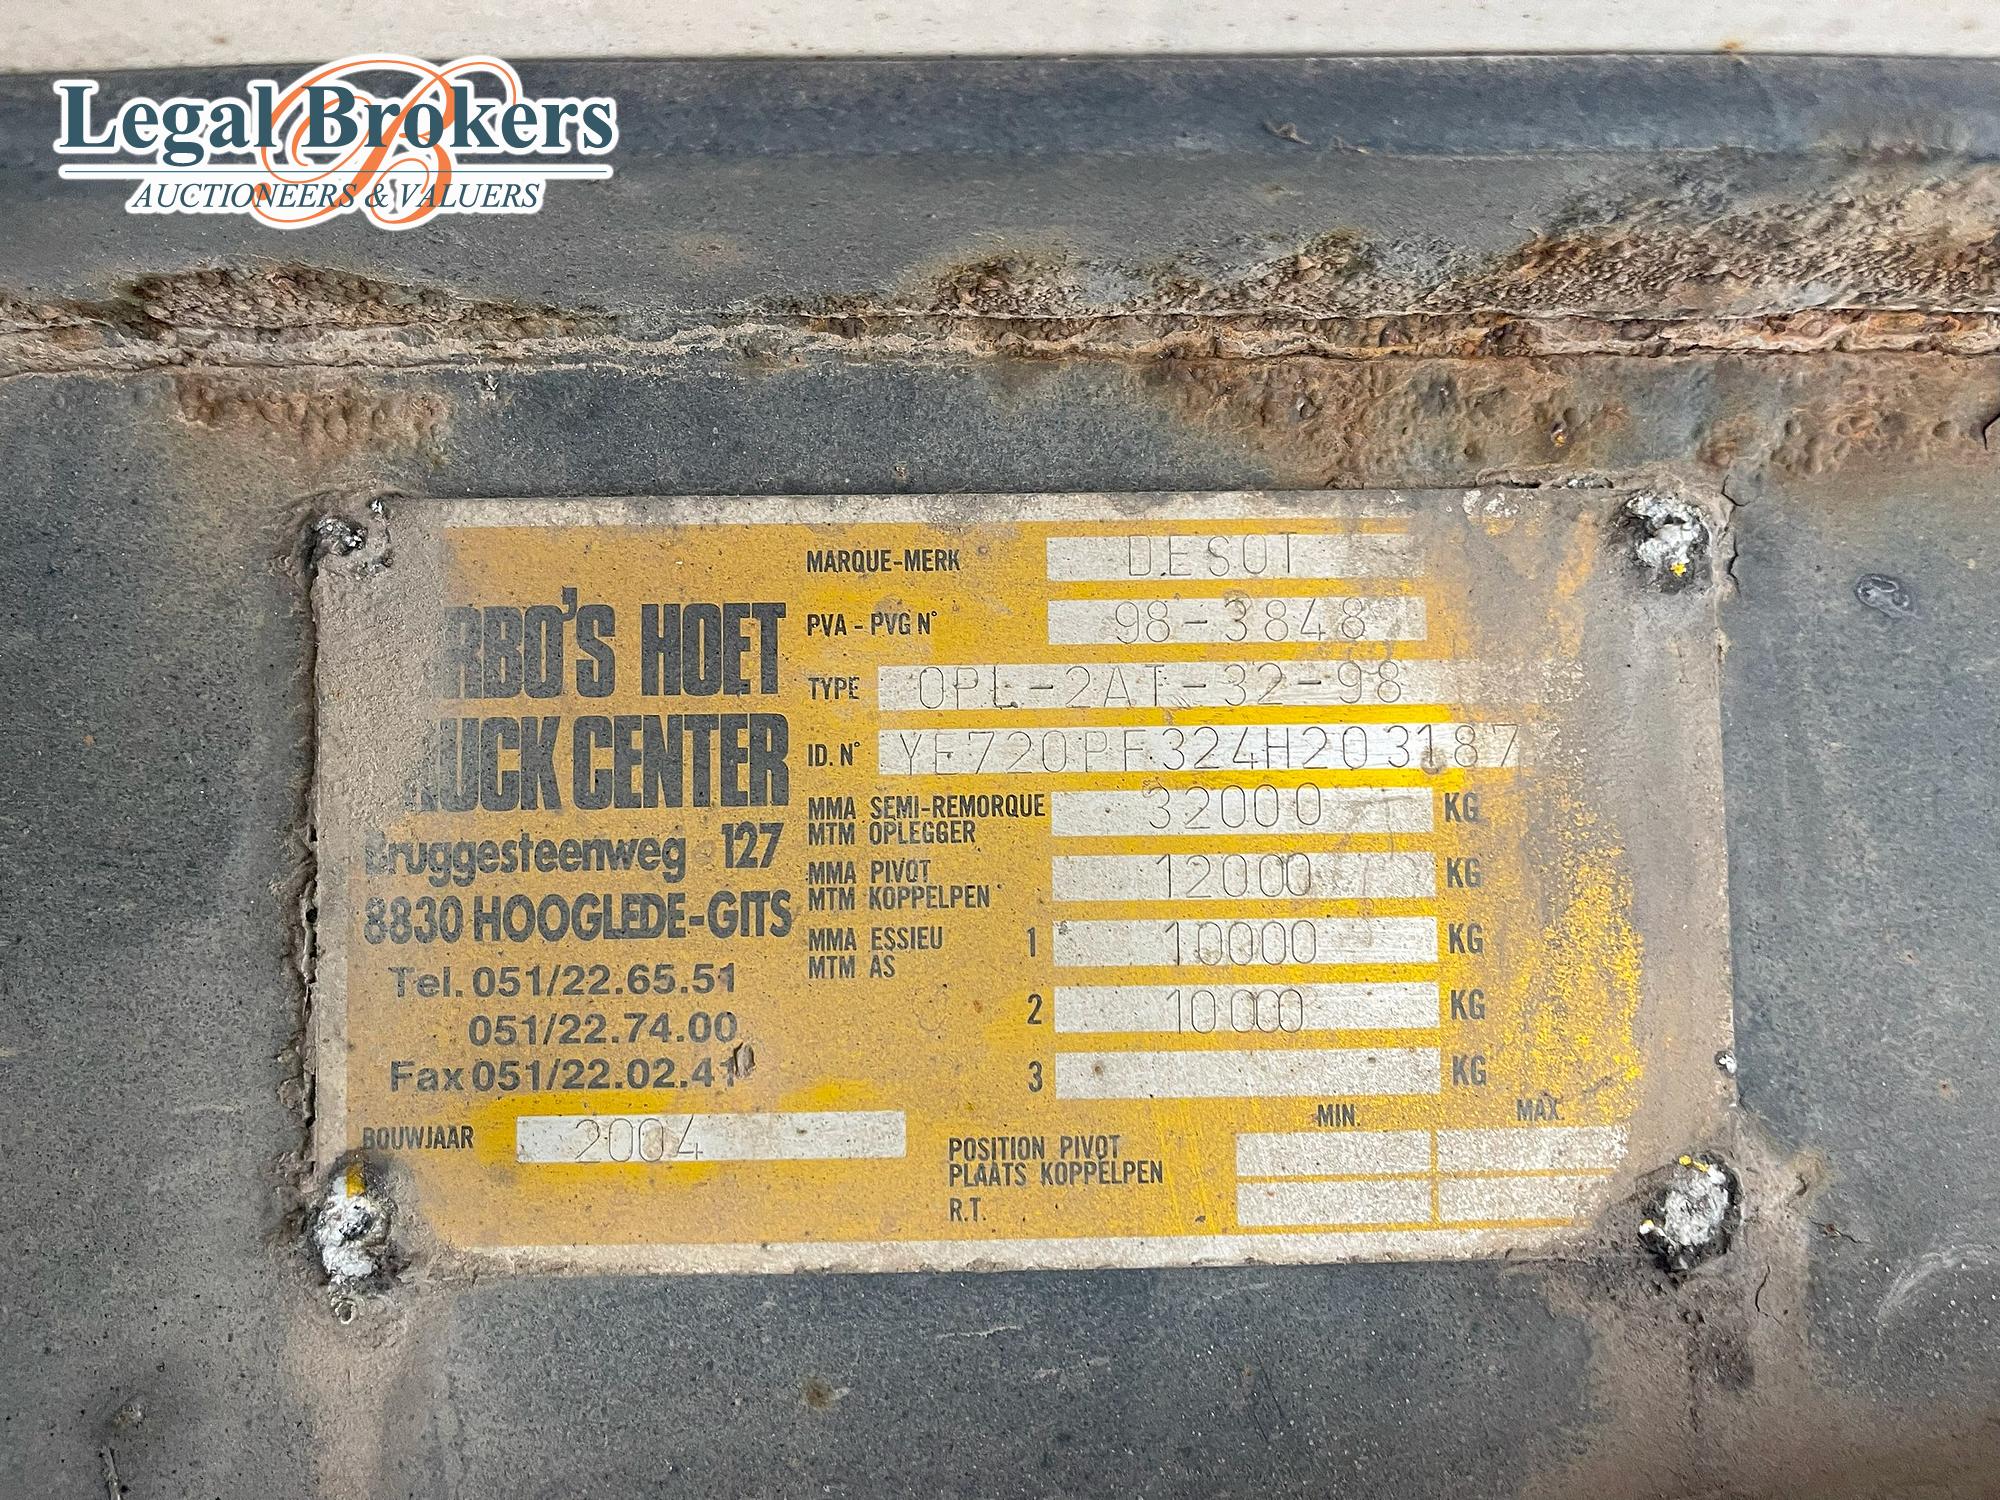 Legal Brokers
AUCTIONEERS & VALUERS
RBO'S HOET
RUCK CENTER
Bruggesteenweg 127
8830 HOOGLEDE-GITS
Tel. 051/22.65.51
051/22.74.00
Fax 051/22.02.41
BOUWJAAR 2004
MARQUE-MERK DESOT
PVA - PVG N° 98-3848
TYPE OPL-2AT-32-98
ID. N° YE720PF324H203187
MMA SEMI-REMORQUE 32000 KG
MTM OPLEGGER
MMA PIVOT 12000 KG
MTM KOPPELPEN
MMA ESSIEU 1 10000 KG
MTM AS
2 10000 KG
3 KG
MIN. MAX.
POSITION PIVOT
PLAATS KOPPELPEN
R.T.